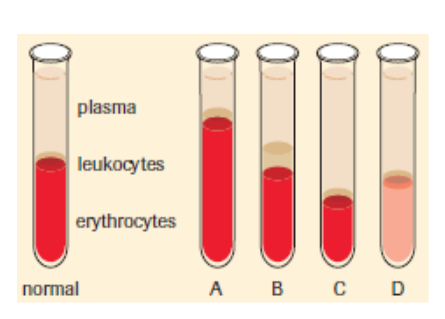 plasma
leukocytes
erythrocytes
normal A B C D